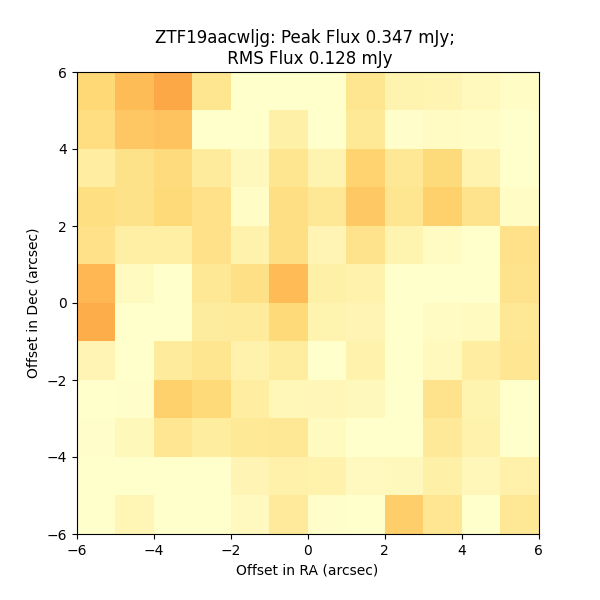 ZTF19aacwljg: Peak Flux 0.347 mJy;
RMS Flux 0.128 mJy
6
4
2
0
−2
−4
−6
Offset in Dec (arcsec)
−6 −4 −2 0 2 4 6
Offset in RA (arcsec)